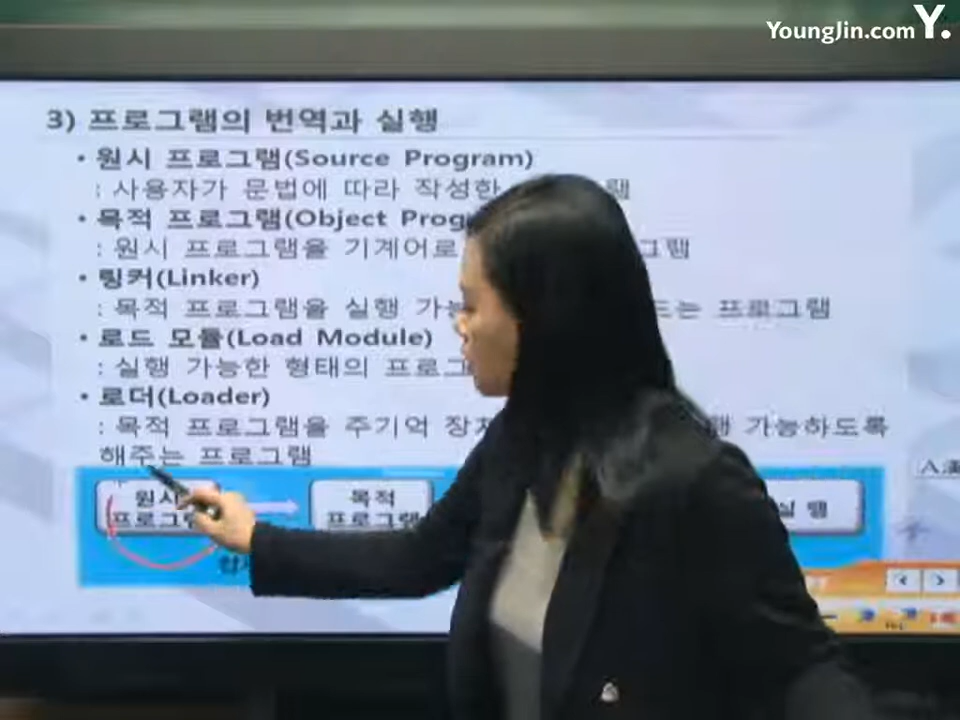 YoungJin.com Y.
3) 프로그램의 번역과 실행
• 원시 프로그램(Source Program)
: 사용자가 문법에 따라 작성한
• 목적 프로그램(Object Prog
: 원시 프로그램을 기계어로
• 링커(Linker)
: 목적 프로그램을 실행 가능 드는 프로그램
• 로드 모듈(Load Module)
: 실행 가능한 형태의 프로그
• 로더(Loader)
: 목적 프로그램을 주기억 장치 행 가능하도록
해주는 프로그램
원시 목적 실 행
프로그램 프로그램